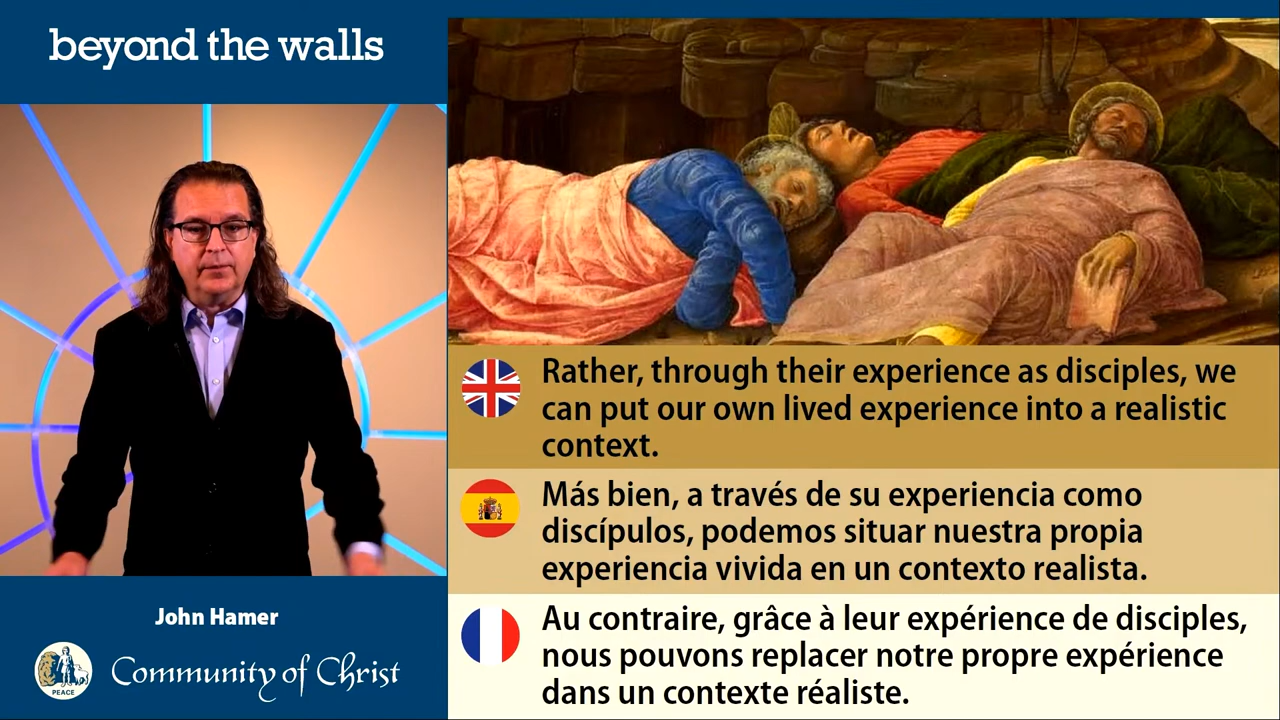 beyond the walls
Rather, through their experience as disciples, we
can put our own lived experience into a realistic
context.
Más bien, a través de su experiencia como
discípulos, podemos situar nuestra propia
experiencia vivida en un contexto realista.
Au contraire, grâce à leur expérience de disciples,
nous pouvons replacer notre propre expérience
dans un contexte réaliste.
John Hamer
PEACE
Community of Christ